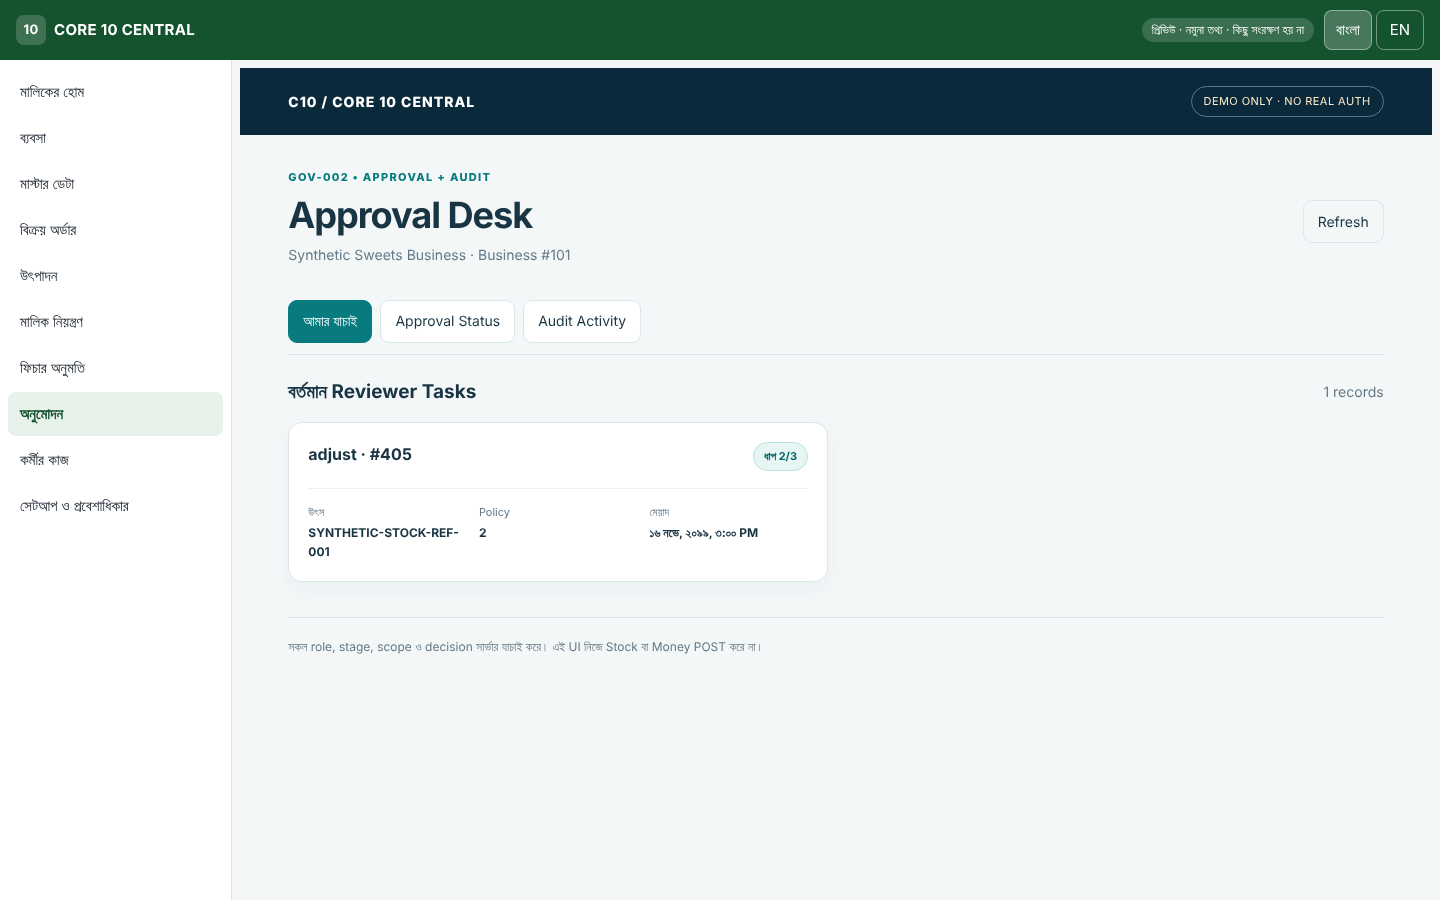 10 CORE 10 CENTRAL
প্রিভিউ · নমুনা তথ্য · কিছু সংরক্ষণ হয় না
বাংলা
EN
মালিকের হোম
ব্যবসা
মাস্টার ডেটা
বিক্রয় অর্ডার
উৎপাদন
মালিক নিয়ন্ত্রণ
ফিচার অনুমতি
অনুমোদন
কর্মীর কাজ
সেটআপ ও প্রবেশাধিকার
C10 / CORE 10 CENTRAL
DEMO ONLY · NO REAL AUTH
GOV-002 • APPROVAL + AUDIT
Approval Desk
Synthetic Sweets Business · Business #101
Refresh
আমার যাচাই
Approval Status
Audit Activity
বর্তমান Reviewer Tasks
1 records
adjust · #405
ধাপ 2/3
উৎস
SYNTHETIC-STOCK-REF-
001
Policy
2
মেয়াদ
১৬ নভে, ২০৯৯, ৩:০০ PM
সকল role, stage, scope ও decision সার্ভার যাচাই করে। এই UI নিজে Stock বা Money POST করে না।